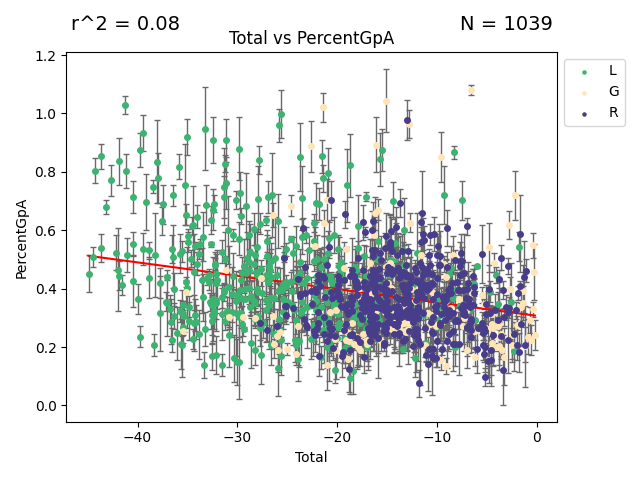 r^2 = 0.08
N = 1039
Total vs PercentGpA
1.2
1.0
0.8
0.6
0.4
0.2
0.0
PercentGpA
−40
−30
−20
−10
0
Total
L
G
R